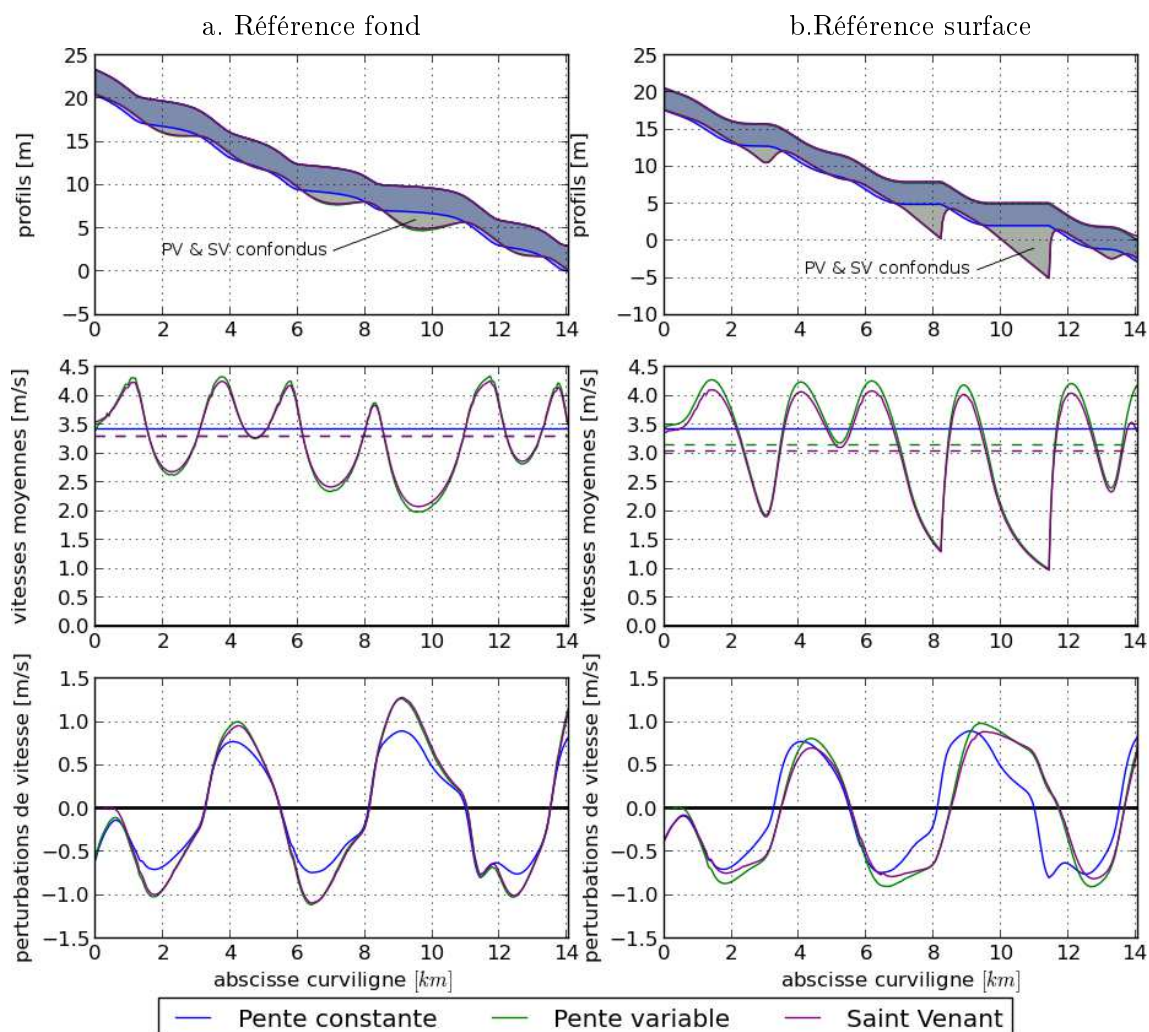 a. Référence fond
b.Référence surface
25
20
15
10
5
0
−5
profils [m]
PV & SV confondus
0 2 4 6 8 10 12 14
25
20
15
10
5
0
−5
−10
profils [m]
PV & SV confondus
0 2 4 6 8 10 12 14
4.5
4.0
3.5
3.0
2.5
2.0
1.5
1.0
0.5
0.0
vitesses moyennes [m/s]
0 2 4 6 8 10 12 14
4.5
4.0
3.5
3.0
2.5
2.0
1.5
1.0
0.5
0.0
vitesses moyennes [m/s]
0 2 4 6 8 10 12 14
1.5
1.0
0.5
0.0
−0.5
−1.0
−1.5
perturbations de vitesse [m/s]
0 2 4 6 8 10 12 14
abscisse curviligne [km]
1.5
1.0
0.5
0.0
−0.5
−1.0
−1.5
perturbations de vitesse [m/s]
0 2 4 6 8 10 12 14
abscisse curviligne [km]
Pente constante Pente variable Saint Venant